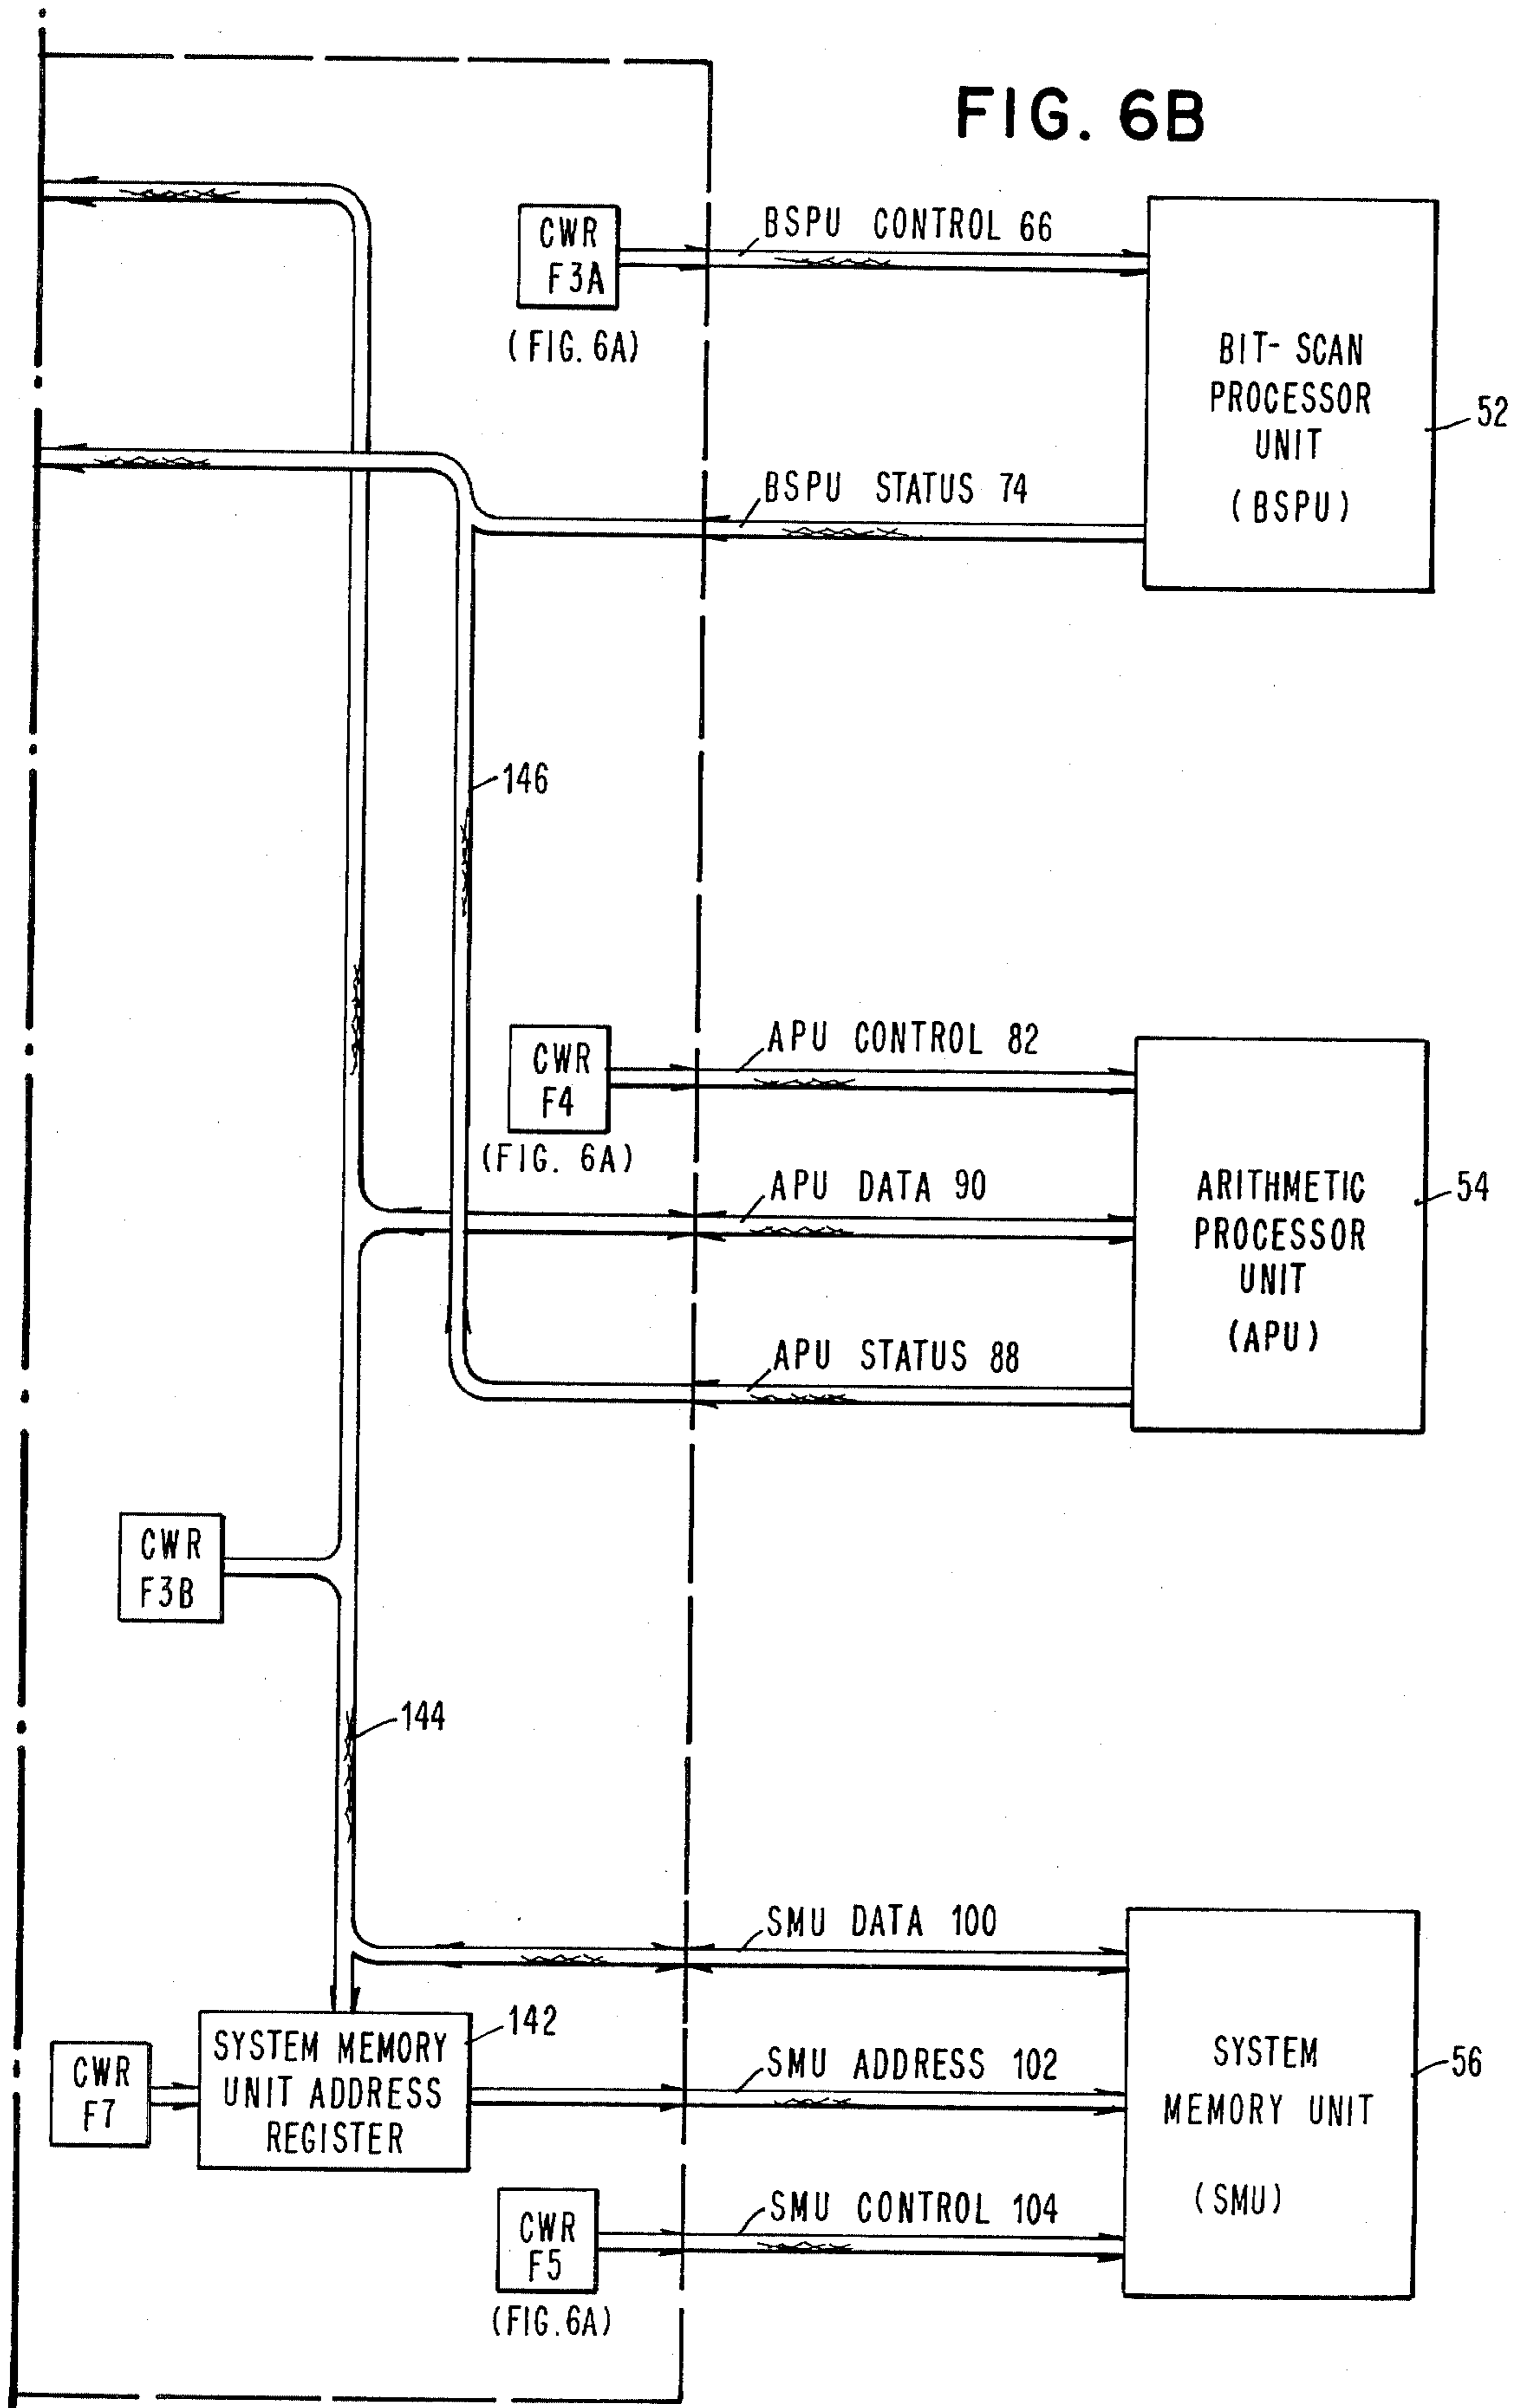 FIG. 6B
CWR
F3A
(FIG. 6A)
BSPU CONTROL 66
BIT-SCAN
PROCESSOR
UNIT
(BSPU)
52
BSPU STATUS 74
146
CWR
F4
(FIG. 6A)
APU CONTROL 82
APU DATA 90
ARITHMETIC
PROCESSOR
UNIT
(APU)
54
APU STATUS 88
CWR
F3B
144
SMU DATA 100
142
SYSTEM MEMORY
UNIT ADDRESS
REGISTER
CWR
F7
SMU ADDRESS 102
SYSTEM
MEMORY UNIT
(SMU)
56
CWR
F5
(FIG. 6A)
SMU CONTROL 104